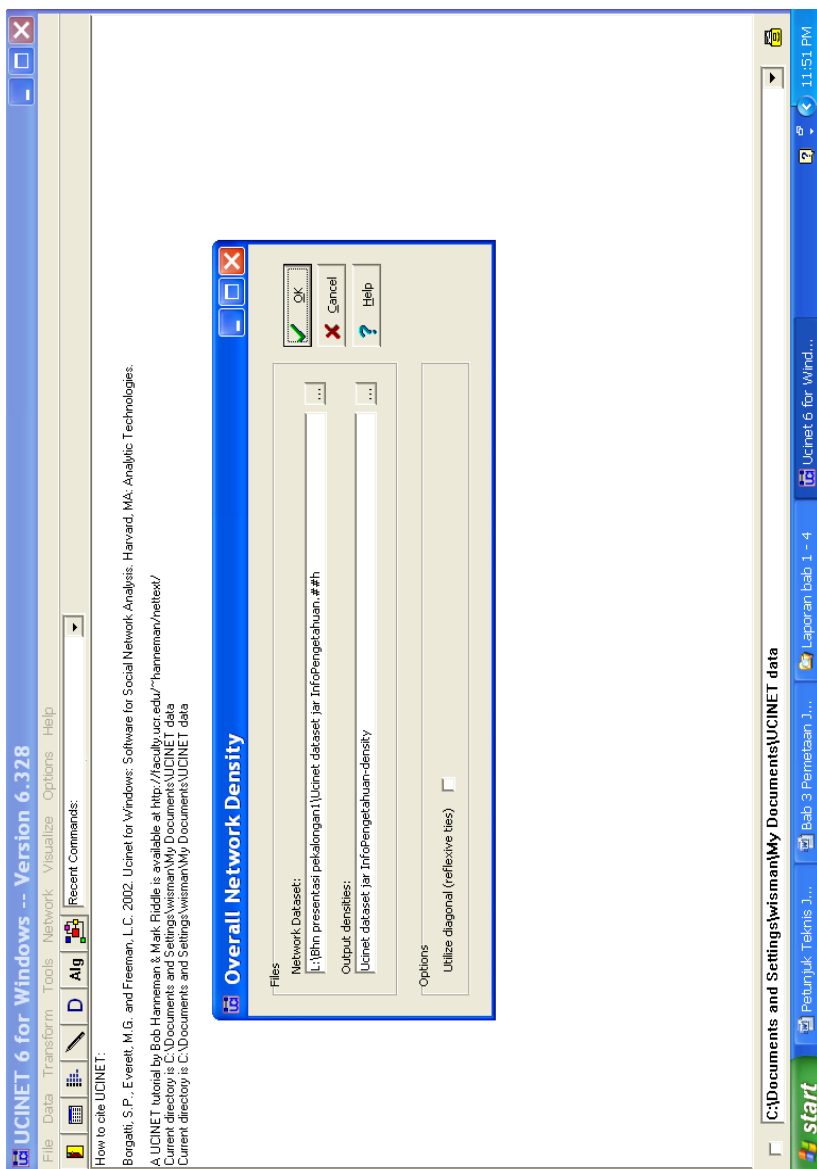 UCINET 6 for Windows -- Version 6.328
File Data Transform Tools Network Visualize Options Help
D Alg Recent Commands:
How to cite UCINET:
Borgatti, S.P., Everett, M.G. and Freeman, L.C. 2002. Ucinet for Windows: Software for Social Network Analysis. Harvard, MA: Analytic Technologies.
A UCINET tutorial by Bob Hanneman & Mark Riddle is available at http://faculty.ucr.edu/~hanneman/nettext/
Current directory is C:\Documents and Settings\wisman\My Documents\UCINET data
Current directory is C:\Documents and Settings\wisman\My Documents\UCINET data
Overall Network Density
Files
Network Dataset:
L:\Bhn presentasi pekalongan1\Ucinet dataset jar InfoPengetahuan.##h
...
OK
Output densities:
Cancel
Ucinet dataset jar InfoPengetahuan-density
...
Help
Options
Utilize diagonal (reflexive ties)
C:\Documents and Settings\wisman\My Documents\UCINET data
start Petunjuk Teknis J... Bab 3 Pemetaan J... Laporan bab 1 - 4 Ucinet 6 for Wind... 11:51 PM